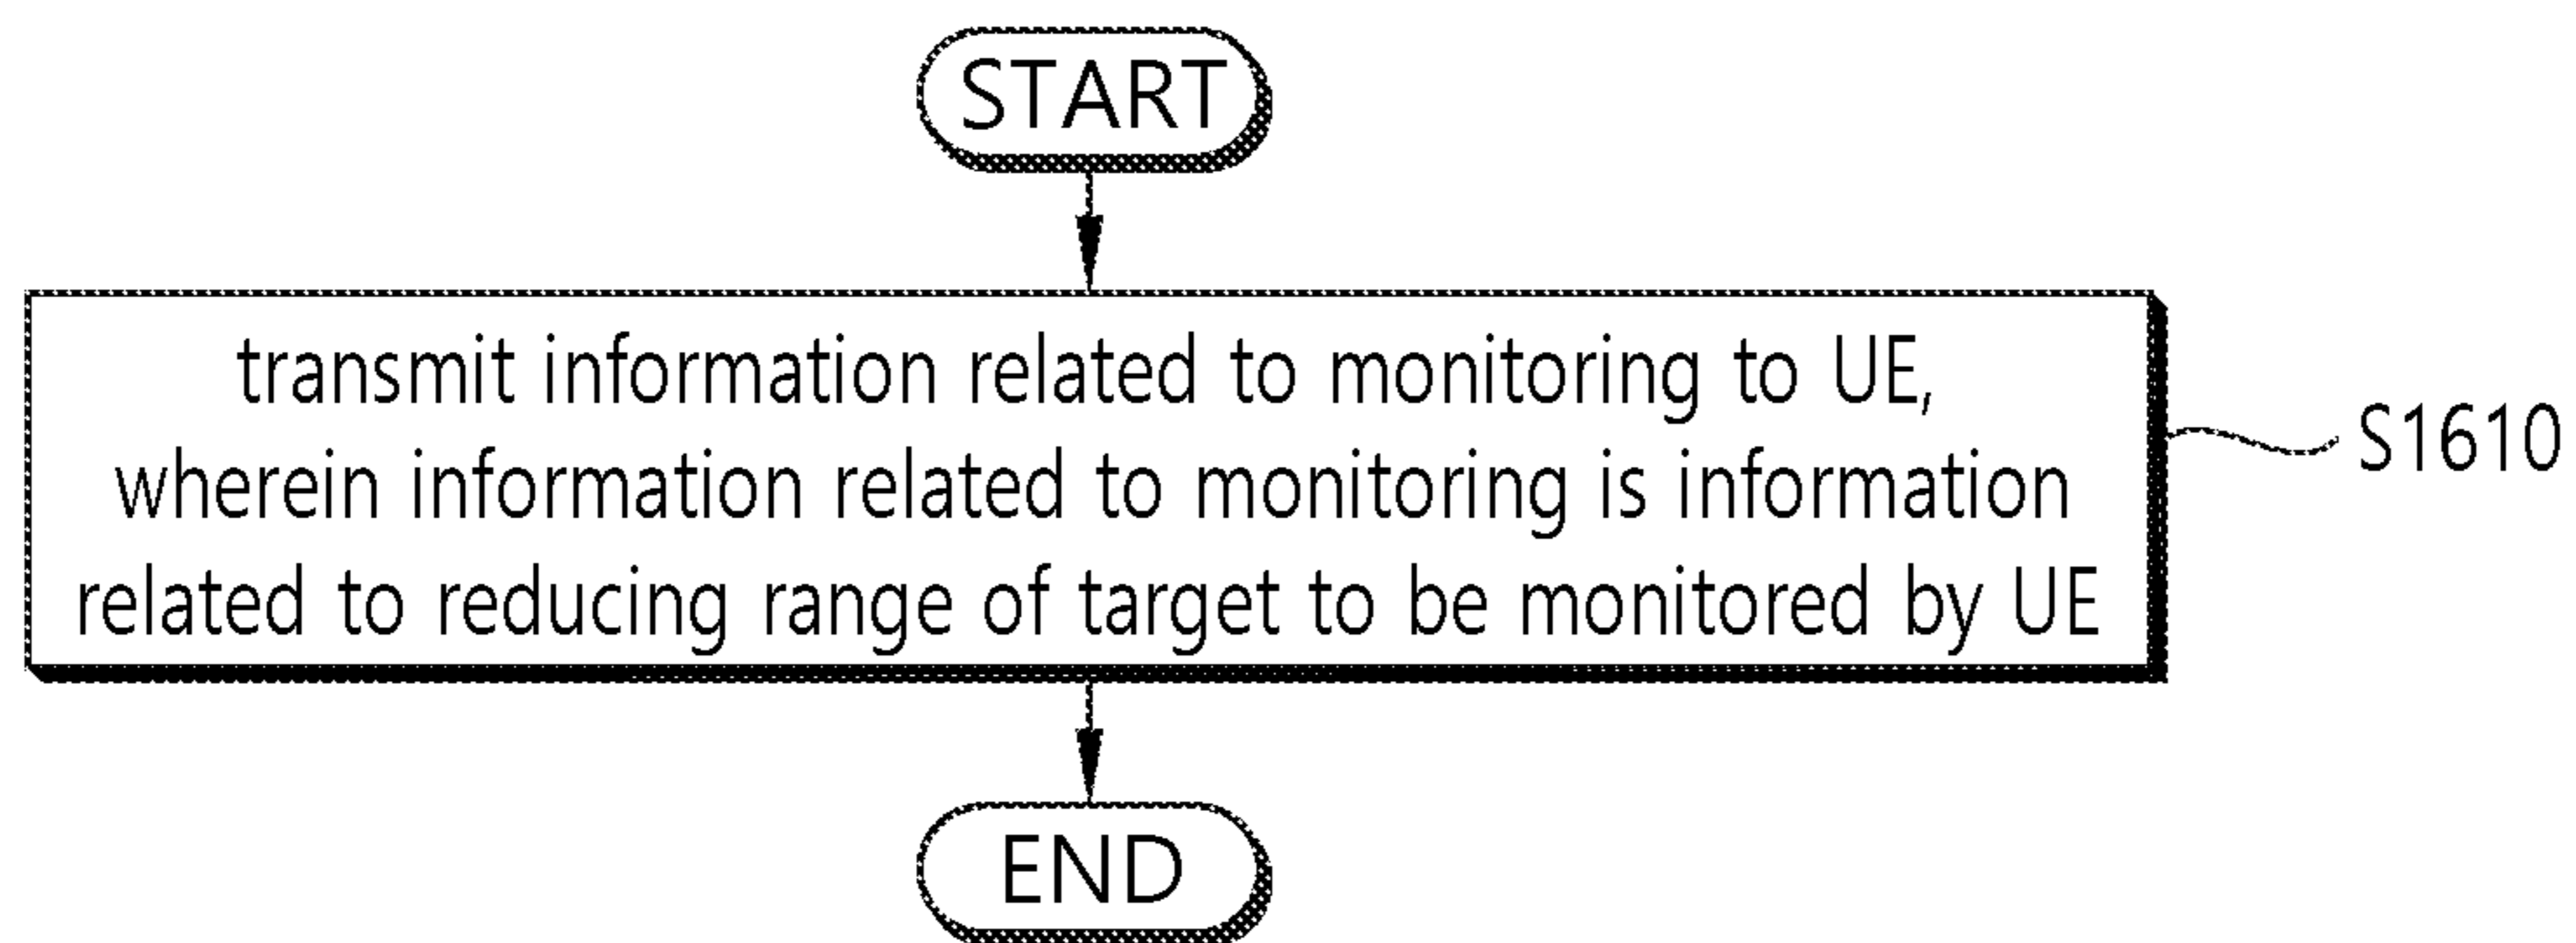 START
transmit information related to monitoring to UE,
wherein information related to monitoring is information
related to reducing range of target to be monitored by UE
S1610
END